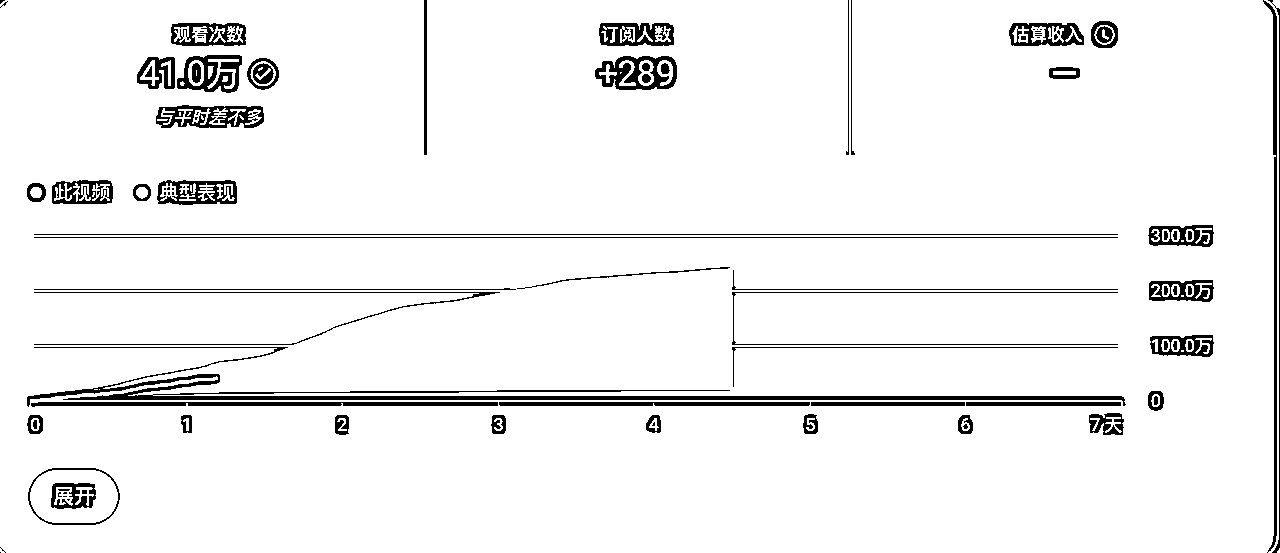 观看次数
41.0万
与平时差不多
订阅人数
+289
估算收入
—
此视频
典型表现
300.0万
200.0万
100.0万
0
0
1
2
3
4
5
6
7天
展开